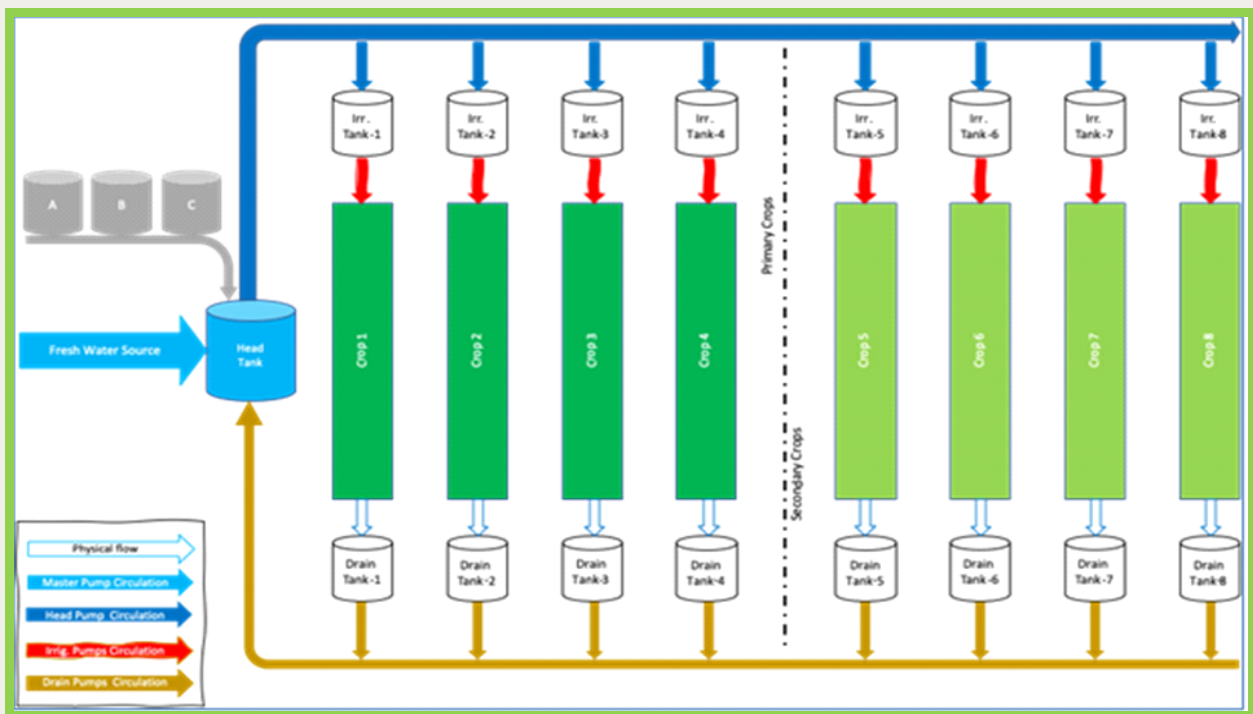 Irr.
Tank-1
Irr.
Tank-2
Irr.
Tank-3
Irr.
Tank-4
Irr.
Tank-5
Irr.
Tank-6
Irr.
Tank-7
Irr.
Tank-8
A
B
C
Fresh Water Source
Head
Tank
Crop 1
Crop 2
Crop 3
Crop 4
Primary Crops
Secondary Crops
Crop 5
Crop 6
Crop 7
Crop 8
Drain
Tank-1
Drain
Tank-2
Drain
Tank-3
Drain
Tank-4
Drain
Tank-5
Drain
Tank-6
Drain
Tank-7
Drain
Tank-8
Physical flow
Master Pump Circulation
Head Pump Circulation
Irrig. Pumps Circulation
Drain Pumps Circulation